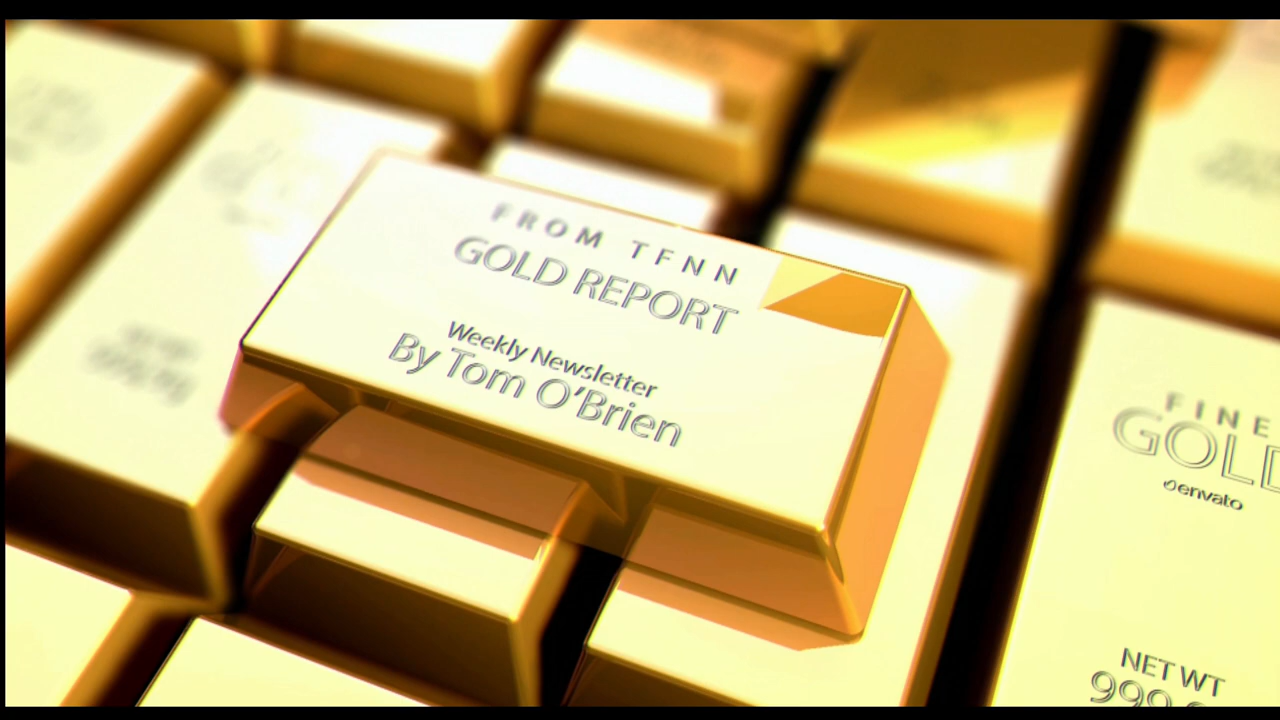 FROM TFNN
GOLD REPORT
Weekly Newsletter
By Tom O'Brien
FINE
GOLD
envato
NET WT